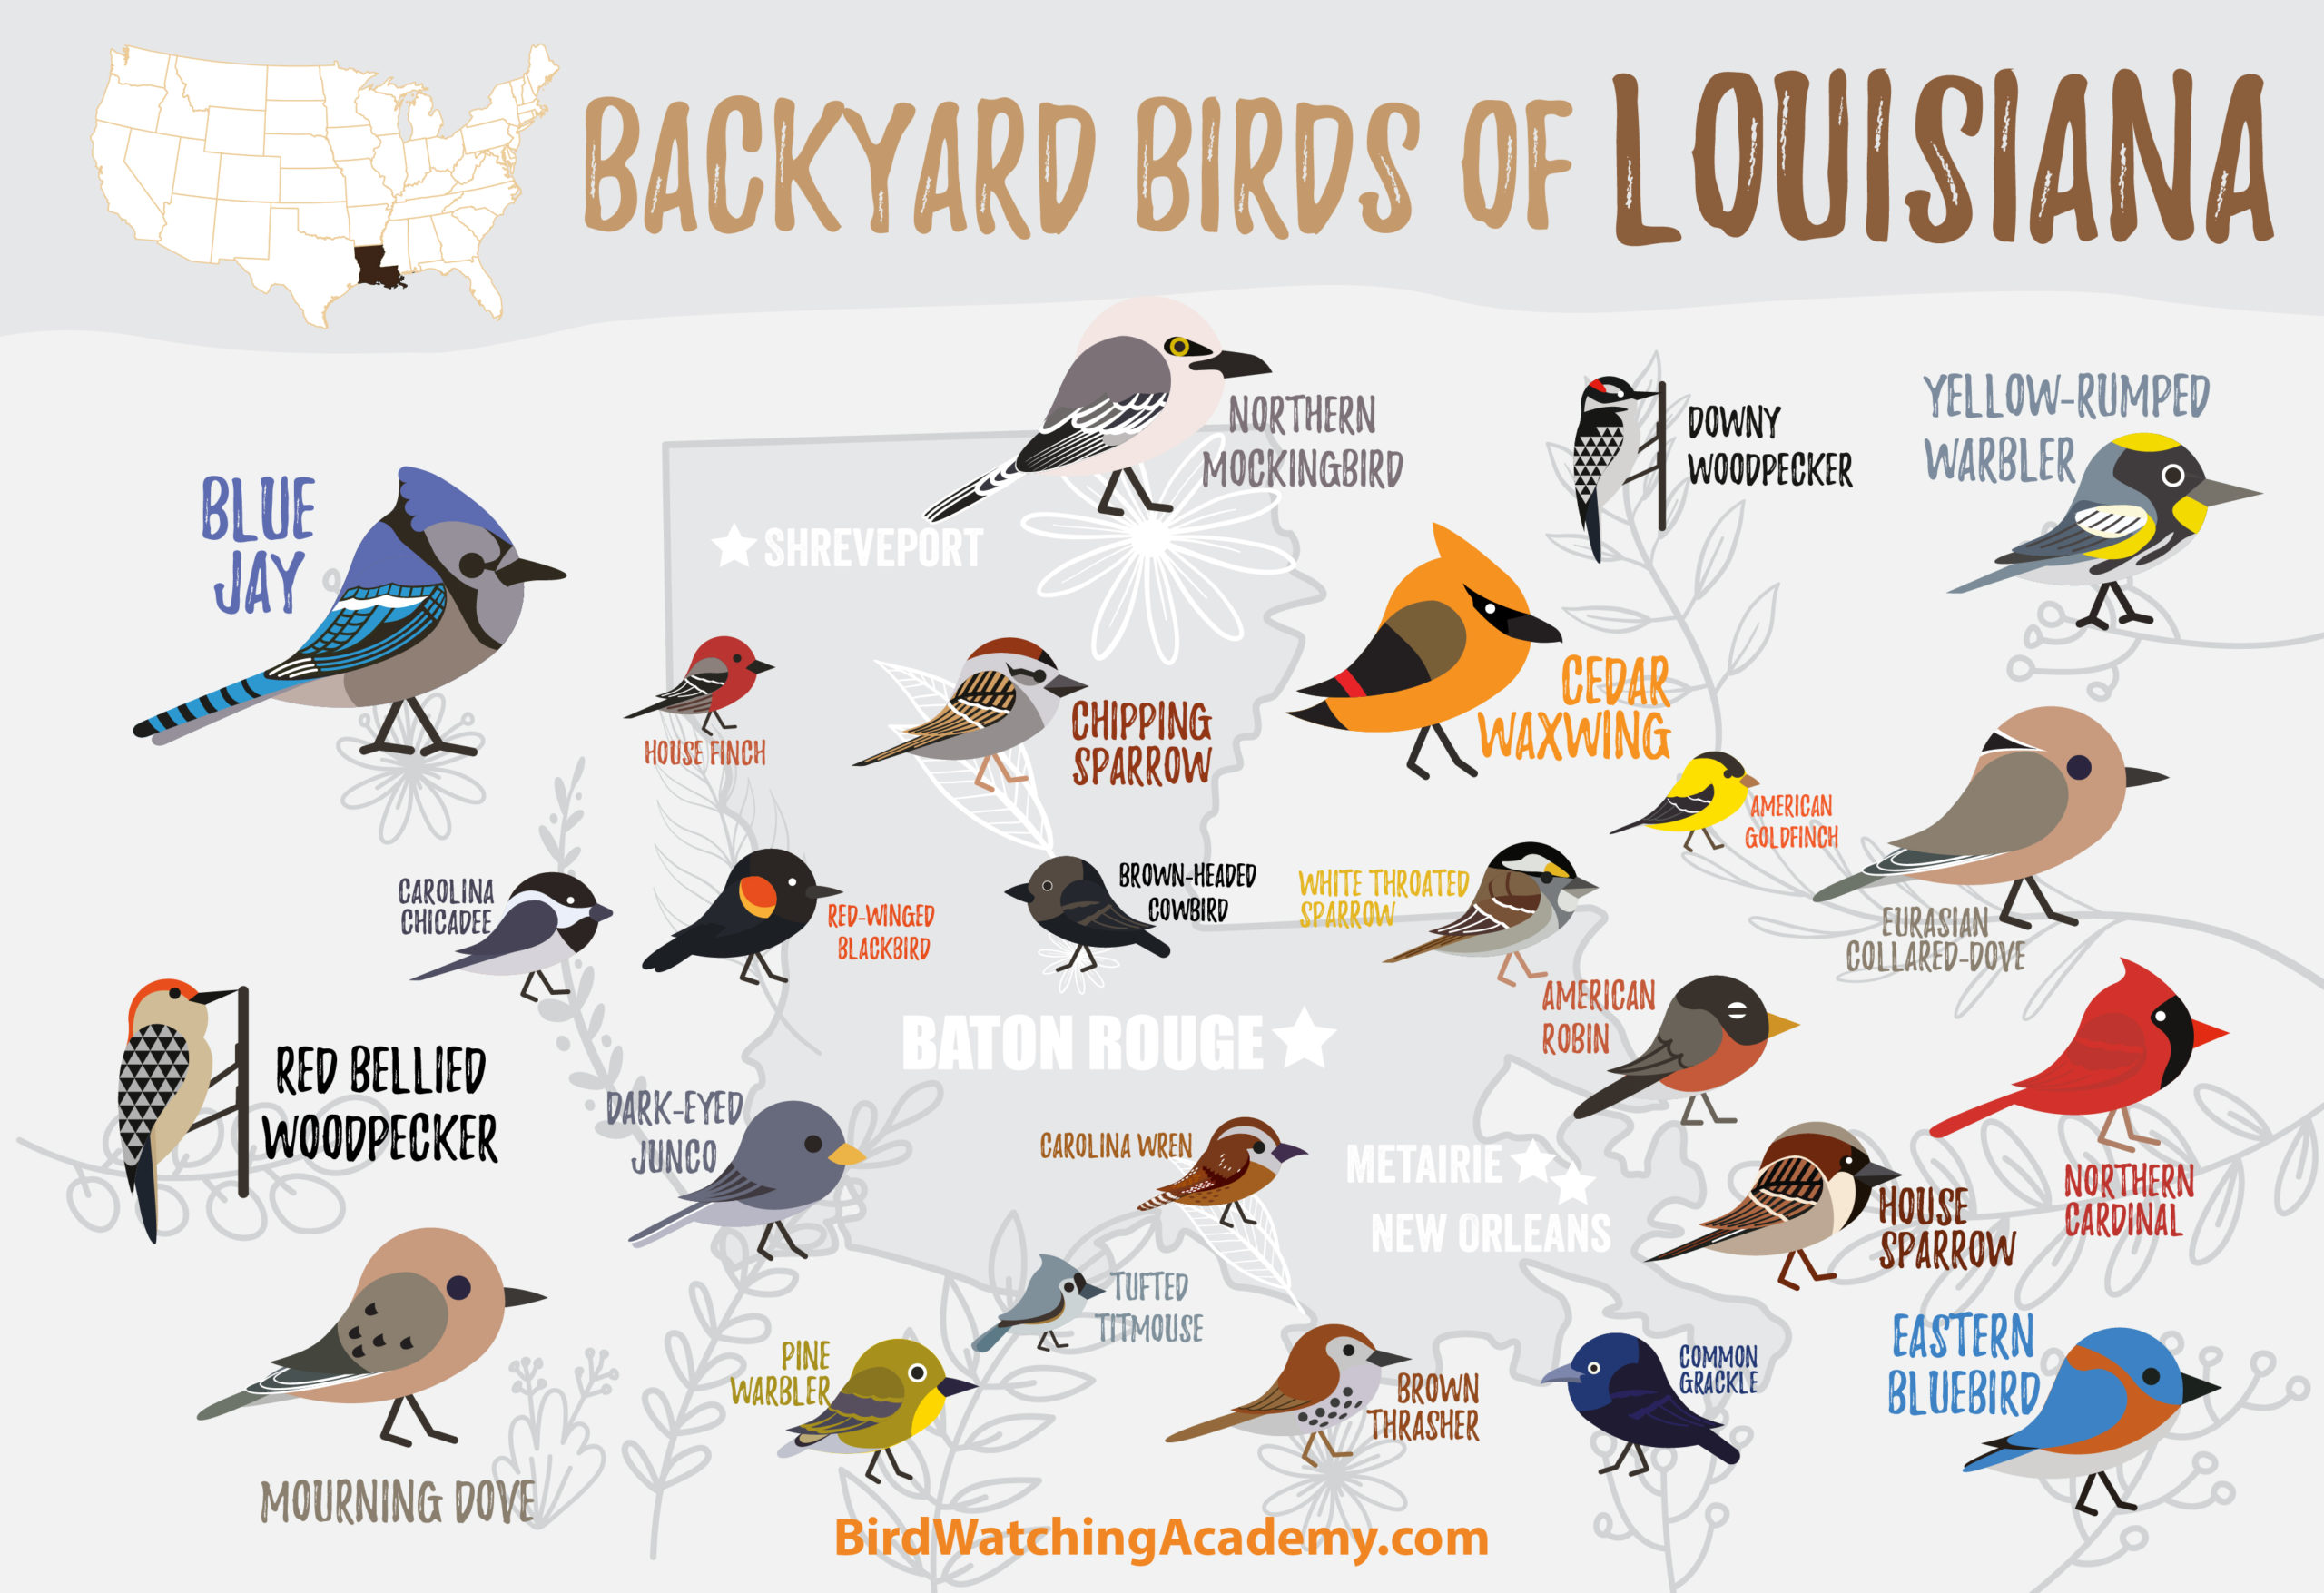 BACKYARD BIRDS OF LOUISIANA
NORTHERN
MOCKINGBIRD
DOWNY
WOODPECKER
YELLOW-RUMPED
WARBLER
BLUE
JAY
SHREVEPORT
HOUSE FINCH
CHIPPING
SPARROW
CEDAR
WAXWING
AMERICAN
GOLDFINCH
CAROLINA
CHICADEE
RED-WINGED
BLACKBIRD
BROWN-HEADED
COWBIRD
WHITE THROATED
SPARROW
EURASIAN
COLLARED-DOVE
AMERICAN
ROBIN
RED BELLIED
WOODPECKER
BATON ROUGE
DARK-EYED
JUNCO
CAROLINA WREN
METAIRIE
NEW ORLEANS
HOUSE
SPARROW
NORTHERN
CARDINAL
TUFTED
TITMOUSE
PINE
WARBLER
BROWN
THRASHER
COMMON
GRACKLE
EASTERN
BLUEBIRD
MOURNING DOVE
BirdWatchingAcademy.com